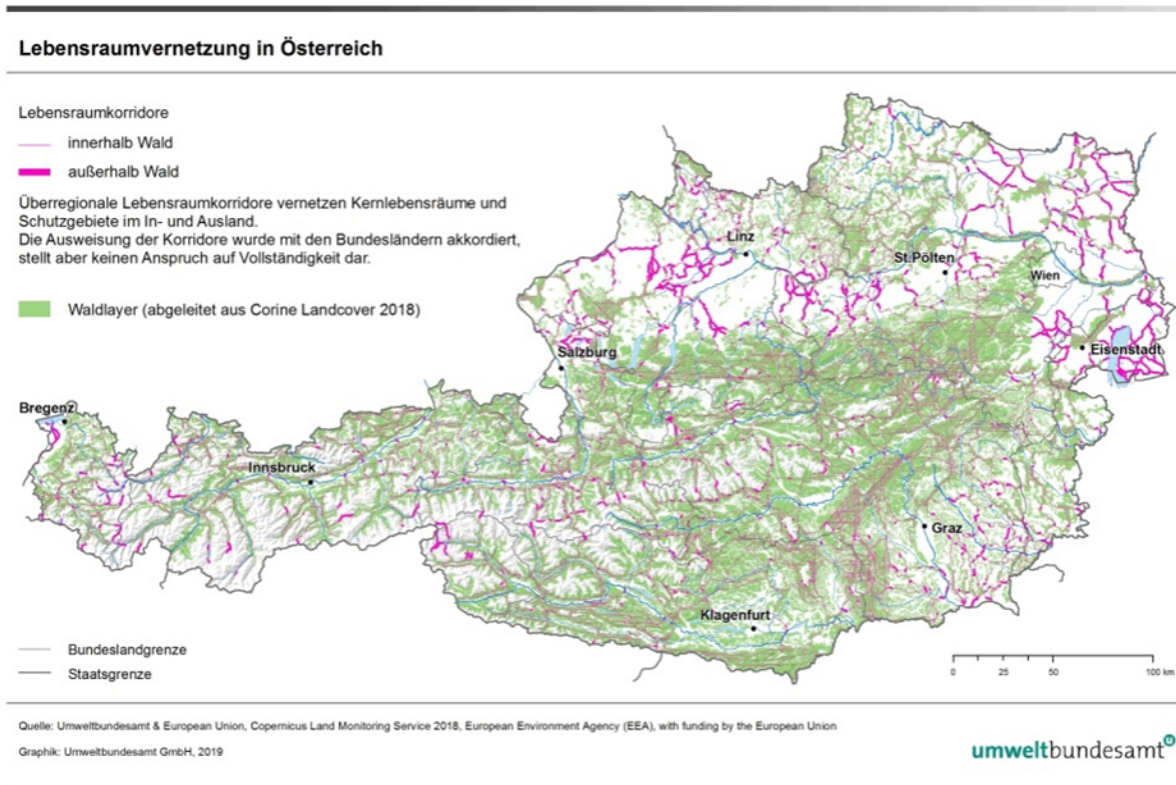 Lebensraumvernetzung in Österreich
Lebensraumkorridore
innerhalb Wald
außerhalb Wald
Überregionale Lebensraumkorridore vernetzen Kernlebensräume und
Schutzgebiete im In- und Ausland.
Die Ausweisung der Korridore wurde mit den Bundesländern akkordiert,
stellt aber keinen Anspruch auf Vollständigkeit dar.
Waldlayer (abgeleitet aus Corine Landcover 2018)
Linz
St.Pölten
Wien
Eisenstadt
Salzburg
Bregenz
Innsbruck
Graz
Klagenfurt
Bundeslandgrenze
Staatsgrenze
0 25 50 100 km
Quelle: Umweltbundesamt & European Union, Copernicus Land Monitoring Service 2018, European Environment Agency (EEA), with funding by the European Union
Graphik: Umweltbundesamt GmbH, 2019
umweltbundesamt u